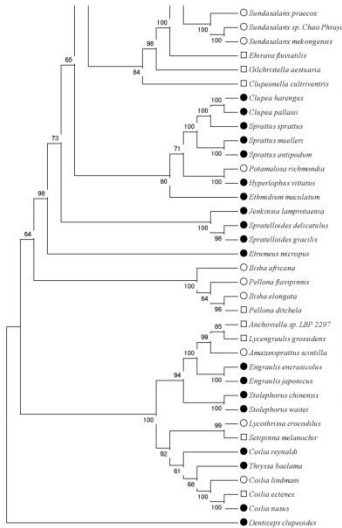 Sundasalanx praecox
Sundasalanx sp. Chao Phraya
100
100
Sundasalanx mekongensis
Ehirava fluviatilis
98
Gilchristella aestuaria
84
Clupeonella cultriventris
65
Clupea harengus
100
Clupea pallasii
100
Sprattus sprattus
100
Sprattus muelleri
73
100
Sprattus antipodum
71
Potamalosa richmondia
100
Hyperlophus vittatus
60
Ethmidium maculatum
98
Jenkinsia lamprotaenia
100
Spratelloides delicatulus
98
Spratelloides gracilis
64
Etrumeus micropus
Ilisha africana
Pellona flavipinnis
100
64
Ilisha elongata
96
Pellona ditchela
Anchoviella sp. LBP 2297
85
Lycengraulis grossidens
99
Amazonsprattus scintilla
94
Engraulis encrasicolus
100
Engraulis japonicus
Stolephorus chinensis
100
Stolephorus waitei
100
Lycothrissa crocodilus
99
Setipinna melanochir
92
Coilia reynaldi
Thryssa baelama
61
Coilia lindmani
68
Coilia ectenes
100
100
Coilia nasus
Denticeps clupeoides